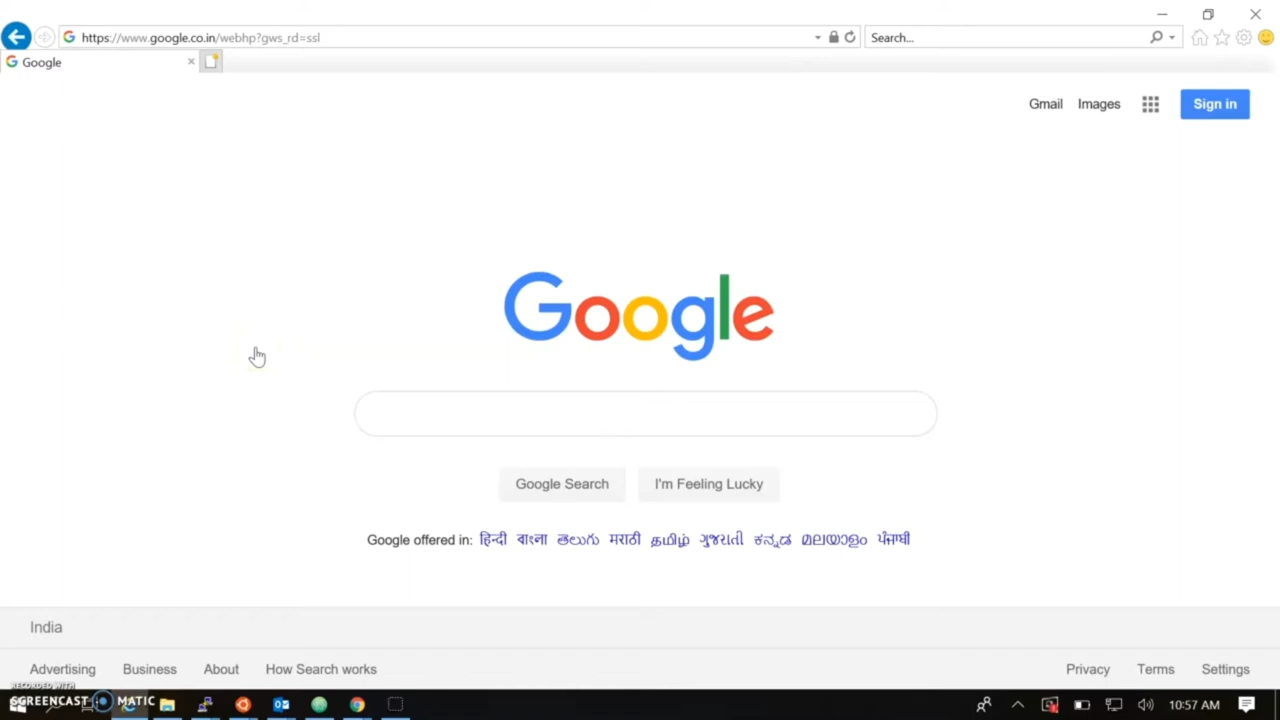 https://www.google.co.in/webhp?gws_rd=ssl
Search...
Google
Gmail
Images
Sign in
Google
Google Search
I'm Feeling Lucky
Google offered in: हिन्दी বাংলা తెలుగు मराठी தமிழ் ગુજરાતી ಕನ್ನಡ മലയാളം ਪੰਜਾਬੀ
India
Advertising
Business
About
How Search works
Privacy
Terms
Settings
RECORDED WITH
SCREENCAST MATIC
10:57 AM